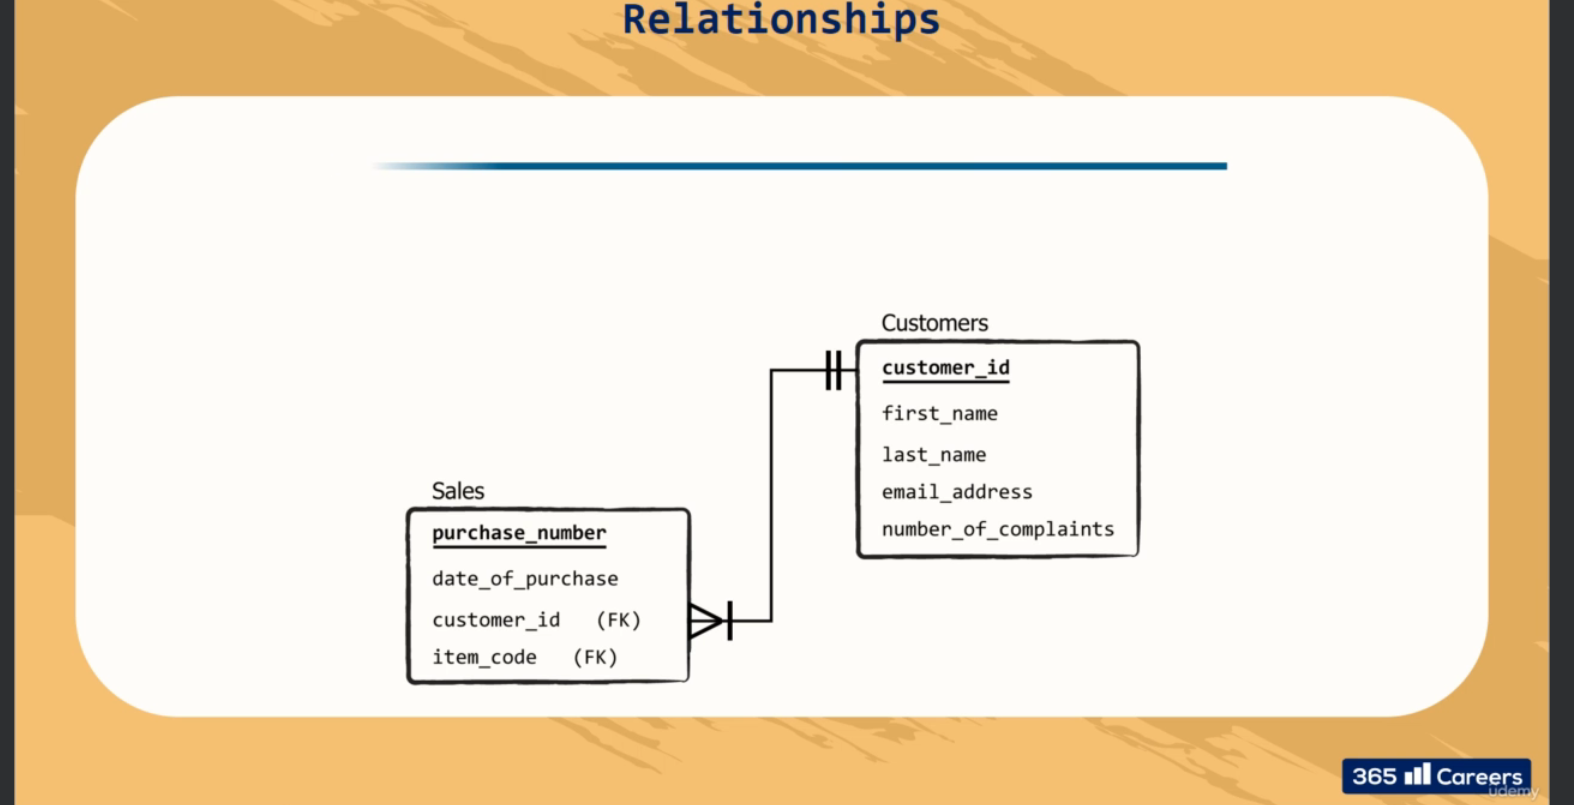 Relationships
Customers
customer_id
first_name
last_name
email_address
number_of_complaints
Sales
purchase_number
date_of_purchase
customer_id (FK)
item_code (FK)
365 Careers
udemy